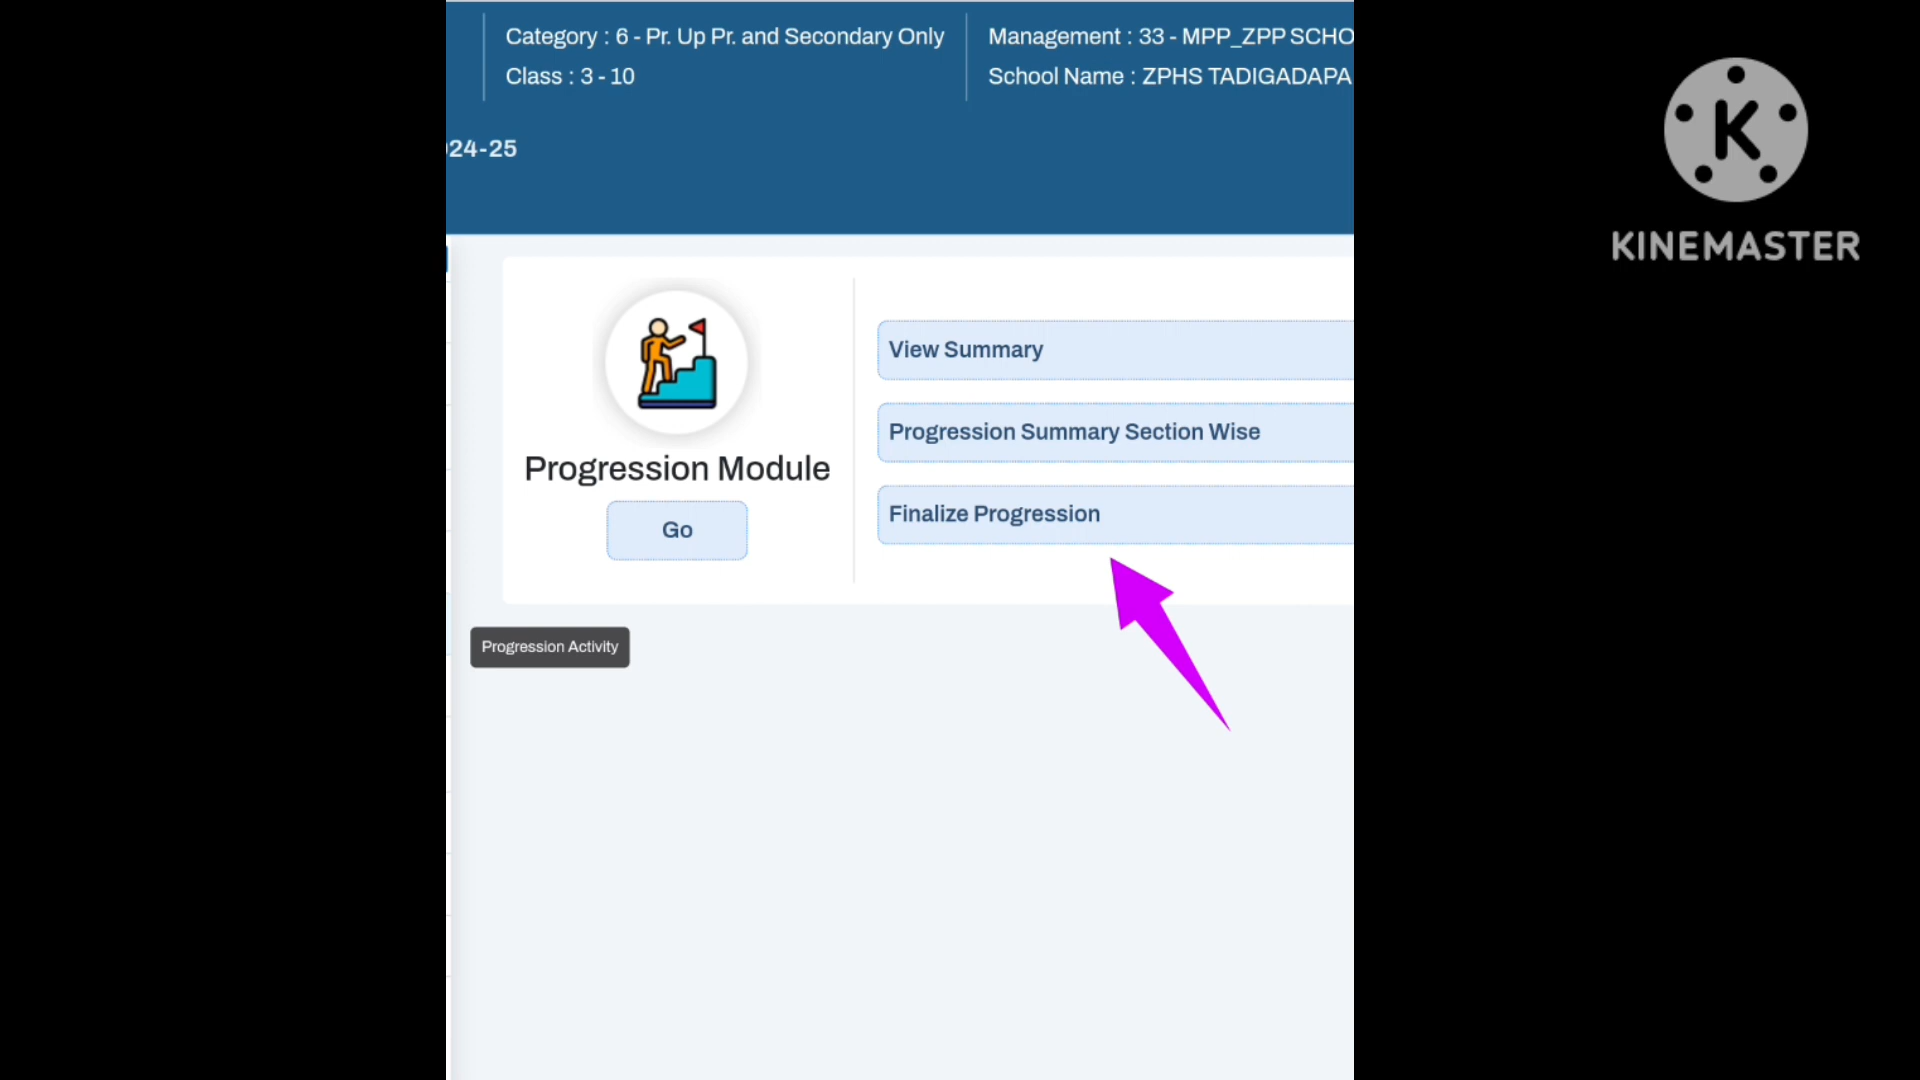 Category : 6 - Pr. Up Pr. and Secondary Only
Class : 3 - 10
Management : 33 - MPP_ZPP SCHO
School Name : ZPHS TADIGADAPA
24-25
Progression Module
Go
View Summary
Progression Summary Section Wise
Finalize Progression
Progression Activity
K
KINEMASTER